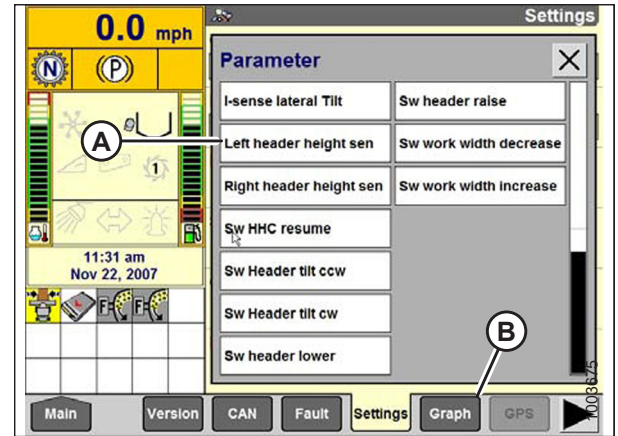 0.0 mph
Settings
N
(P)
Parameter
I-sense lateral Tilt
Sw header raise
A
Left header height sen
Sw work width decrease
1
Right header height sen
Sw work width increase
Sw HHC resume
11:31 am
Nov 22, 2007
Sw Header tilt ccw
F
F
Sw Header tilt cw
B
Sw header lower
1003675
Main
Version
CAN
Fault
Settings
Graph
GPS